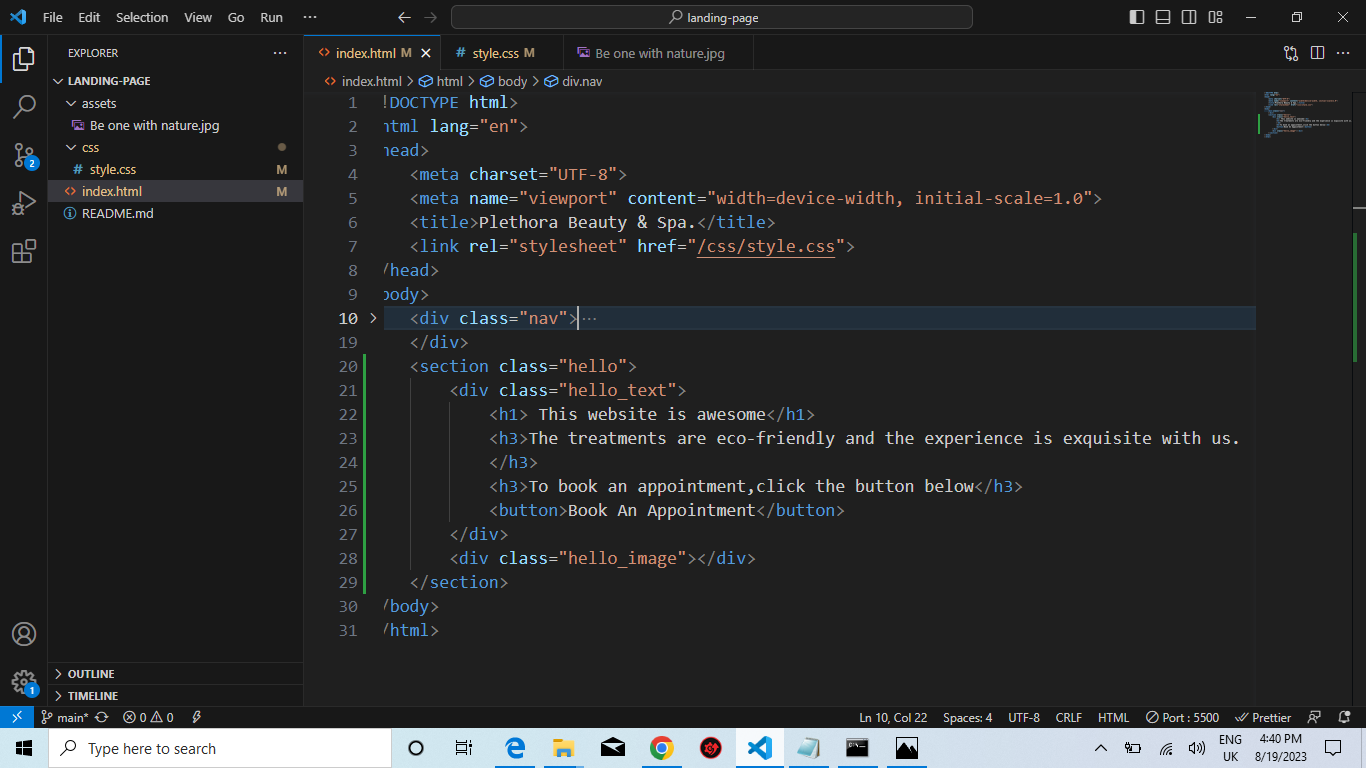 File Edit Selection View Go Run ··· landing-page
EXPLORER ···
LANDING-PAGE
assets
Be one with nature.jpg
css
# style.css M
<> index.html M
README.md
OUTLINE
TIMELINE
<> index.html M # style.css M Be one with nature.jpg
<> index.html > html > body > div.nav
1 !DOCTYPE html>
2 html lang="en">
3 head>
4 <meta charset="UTF-8">
5 <meta name="viewport" content="width=device-width, initial-scale=1.0">
6 <title>Plethora Beauty & Spa.</title>
7 <link rel="stylesheet" href="/css/style.css">
8 /head>
9 body>
10 <div class="nav">···
19 </div>
20 <section class="hello">
21 <div class="hello_text">
22 <h1> This website is awesome</h1>
23 <h3>The treatments are eco-friendly and the experience is exquisite with us.
24 </h3>
25 <h3>To book an appointment,click the button below</h3>
26 <button>Book An Appointment</button>
27 </div>
28 <div class="hello_image"></div>
29 </section>
30 /body>
31 /html>
2
1
main* 0 0 Ln 10, Col 22 Spaces: 4 UTF-8 CRLF HTML Port : 5500 Prettier
Type here to search ENG 4:40 PM
UK 8/19/2023